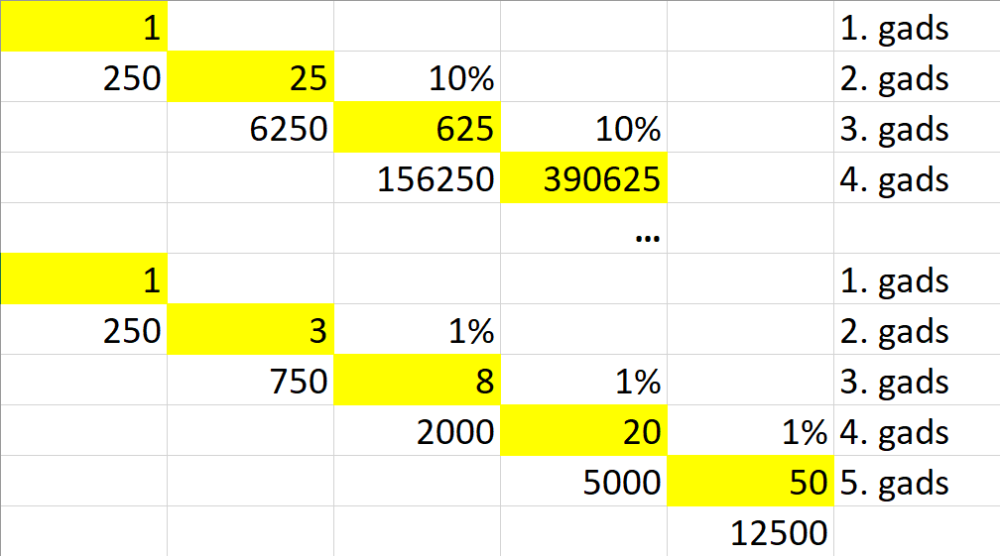 1 1. gads
250 25 10% 2. gads
6250 625 10% 3. gads
156250 390625 4. gads
...
1 1. gads
250 3 1% 2. gads
750 8 1% 3. gads
2000 20 1% 4. gads
5000 50 5. gads
12500